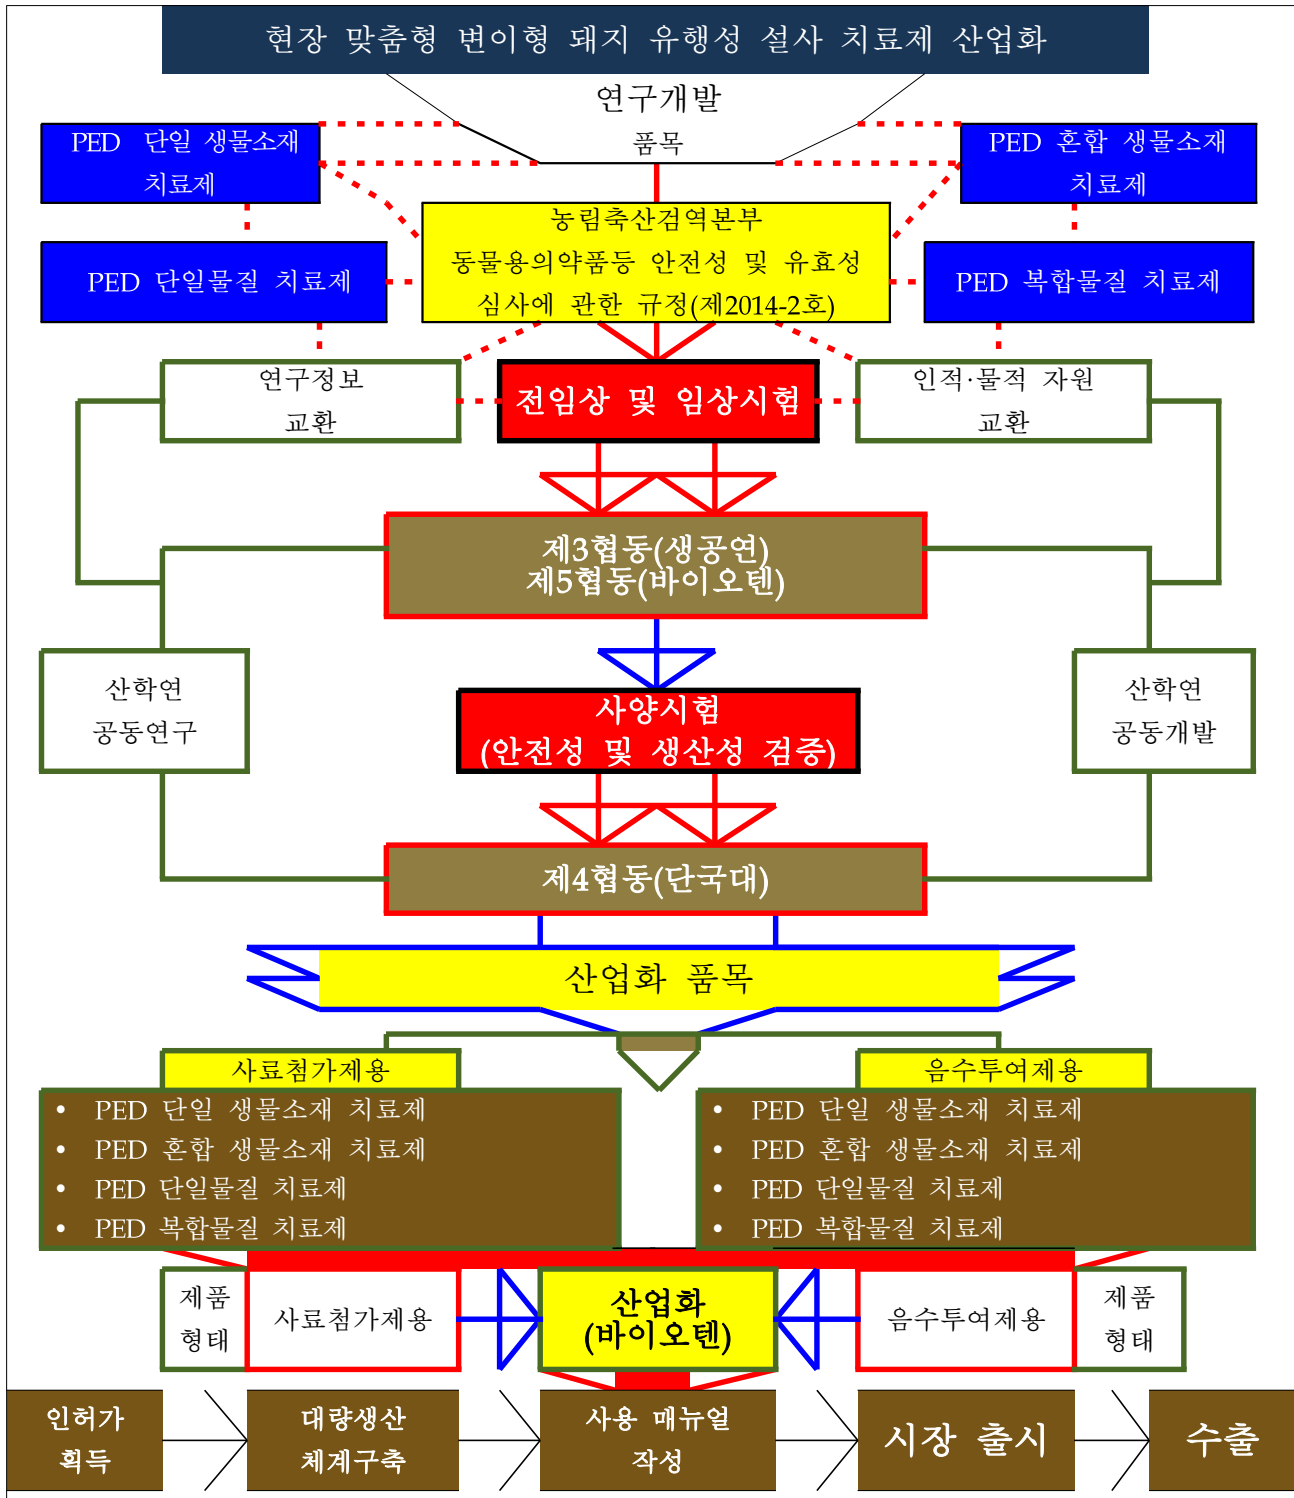 현장 맞춤형 변이형 돼지 유행성 설사 치료제 산업화
연구개발
품목
PED 단일 생물소재
치료제
PED 혼합 생물소재
치료제
농림축산검역본부
동물용의약품등 안전성 및 유효성
심사에 관한 규정(제2014-2호)
PED 단일물질 치료제
PED 복합물질 치료제
연구정보
교환
전임상 및 임상시험
인적·물적 자원
교환
제3협동(생공연)
제5협동(바이오텐)
산학연
공동연구
사양시험
(안전성 및 생산성 검증)
산학연
공동개발
제4협동(단국대)
산업화 품목
사료첨가제용
• PED 단일 생물소재 치료제
• PED 혼합 생물소재 치료제
• PED 단일물질 치료제
• PED 복합물질 치료제
음수투여제용
• PED 단일 생물소재 치료제
• PED 혼합 생물소재 치료제
• PED 단일물질 치료제
• PED 복합물질 치료제
제품
형태
사료첨가제용
산업화
(바이오텐)
음수투여제용
제품
형태
인허가
획득
대량생산
체계구축
사용 매뉴얼
작성
시장 출시
수출